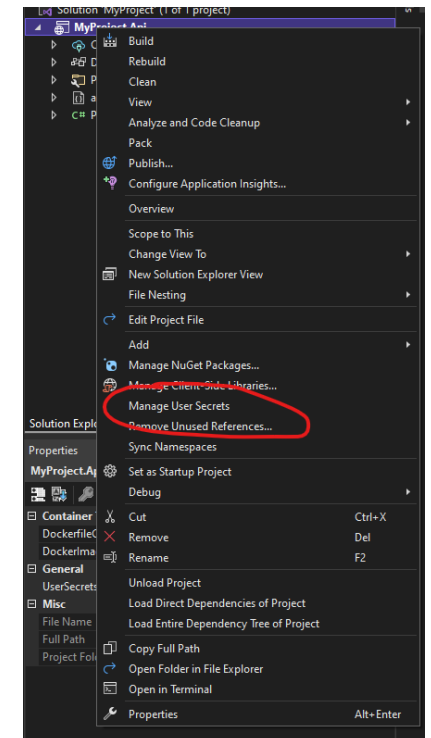 Solution 'MyProject' (1 of 1 project)
MyProject.Api
Build
Rebuild
Clean
View
Analyze and Code Cleanup
Pack
Publish...
Configure Application Insights...
Overview
Scope to This
Change View To
New Solution Explorer View
File Nesting
Edit Project File
Add
Manage NuGet Packages...
Manage Client-Side Libraries...
Manage User Secrets
Remove Unused References...
Sync Namespaces
Set as Startup Project
Debug
Cut Ctrl+X
Remove Del
Rename F2
Unload Project
Load Direct Dependencies of Project
Load Entire Dependency Tree of Project
Copy Full Path
Open Folder in File Explorer
Open in Terminal
Properties Alt+Enter
C
D
P
a
C# P
Solution Explo
Properties
MyProject.Ap
Container
DockerfileC
DockerIma
General
UserSecrets
Misc
File Name
Full Path
Project Fol